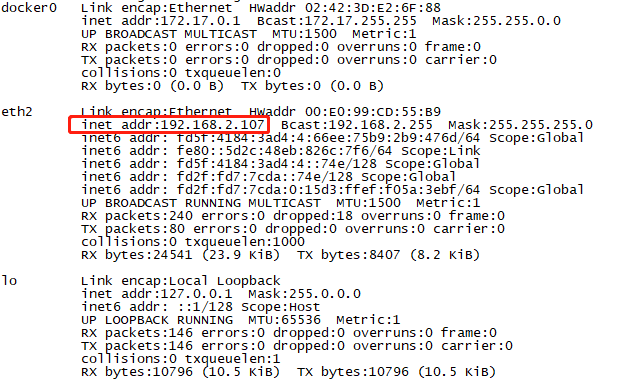 docker0 Link encap:Ethernet HWaddr 02:42:3D:E2:6F:88
inet addr:172.17.0.1 Bcast:172.17.255.255 Mask:255.255.0.0
UP BROADCAST MULTICAST MTU:1500 Metric:1
RX packets:0 errors:0 dropped:0 overruns:0 frame:0
TX packets:0 errors:0 dropped:0 overruns:0 carrier:0
collisions:0 txqueuelen:0
RX bytes:0 (0.0 B) TX bytes:0 (0.0 B)
eth2 Link encap:Ethernet HWaddr 00:E0:99:CD:55:B9
inet addr:192.168.2.107 Bcast:192.168.2.255 Mask:255.255.255.0
inet6 addr: fd5f:4184:3ad4:4:66ee:75b9:2b9:476d/64 Scope:Global
inet6 addr: fe80::5d2c:48eb:826c:7f6/64 Scope:Link
inet6 addr: fd5f:4184:3ad4:4::74e/128 Scope:Global
inet6 addr: fd2f:fd7:7cda::74e/128 Scope:Global
inet6 addr: fd2f:fd7:7cda:0:15d3:ffef:f05a:3ebf/64 Scope:Global
UP BROADCAST RUNNING MULTICAST MTU:1500 Metric:1
RX packets:240 errors:0 dropped:18 overruns:0 frame:0
TX packets:80 errors:0 dropped:0 overruns:0 carrier:0
collisions:0 txqueuelen:1000
RX bytes:24541 (23.9 KiB) TX bytes:8407 (8.2 KiB)
lo Link encap:Local Loopback
inet addr:127.0.0.1 Mask:255.0.0.0
inet6 addr: ::1/128 Scope:Host
UP LOOPBACK RUNNING MTU:65536 Metric:1
RX packets:146 errors:0 dropped:0 overruns:0 frame:0
TX packets:146 errors:0 dropped:0 overruns:0 carrier:0
collisions:0 txqueuelen:1
RX bytes:10796 (10.5 KiB) TX bytes:10796 (10.5 KiB)